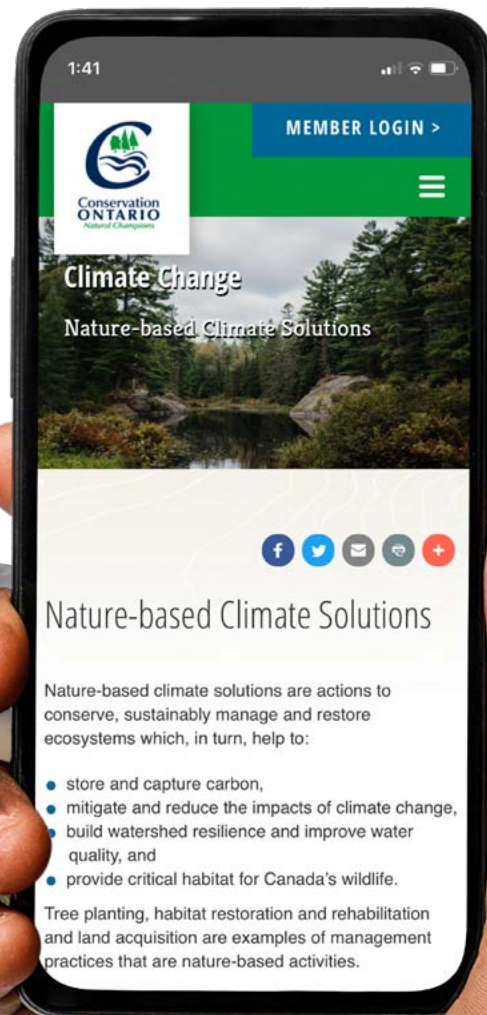 1:41
MEMBER LOGIN >
Conservation
ONTARIO
Natural Champions
Climate Change
Nature-based Climate Solutions
Nature-based Climate Solutions
Nature-based climate solutions are actions to
conserve, sustainably manage and restore
ecosystems which, in turn, help to:
store and capture carbon,
mitigate and reduce the impacts of climate change,
build watershed resilience and improve water
quality, and
provide critical habitat for Canada's wildlife.
Tree planting, habitat restoration and rehabilitation
and land acquisition are examples of management
practices that are nature-based activities.